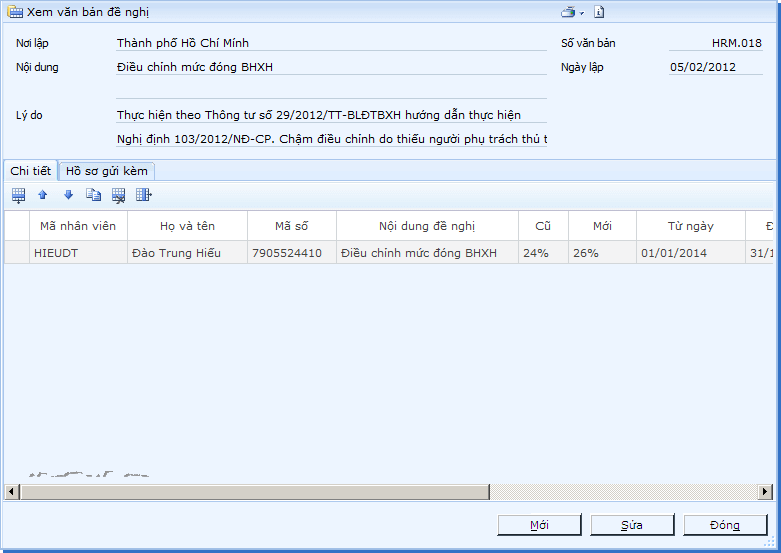 Xem văn bản đề nghị
Nơi lập Thành phố Hồ Chí Minh Số văn bản HRM.018
Nội dung Điều chỉnh mức đóng BHXH Ngày lập 05/02/2012
Lý do Thực hiện theo Thông tư số 29/2012/TT-BLĐTBXH hướng dẫn thực hiện
Nghị định 103/2012/NĐ-CP. Chậm điều chỉnh do thiếu người phụ trách thủ t
Chi tiết Hồ sơ gửi kèm
Mã nhân viên Họ và tên Mã số Nội dung đề nghị Cũ Mới Từ ngày Đ
HIEUDT Đào Trung Hiếu 7905524410 Điều chỉnh mức đóng BHXH 24% 26% 01/01/2014 31/1
Mới Sửa Đóng